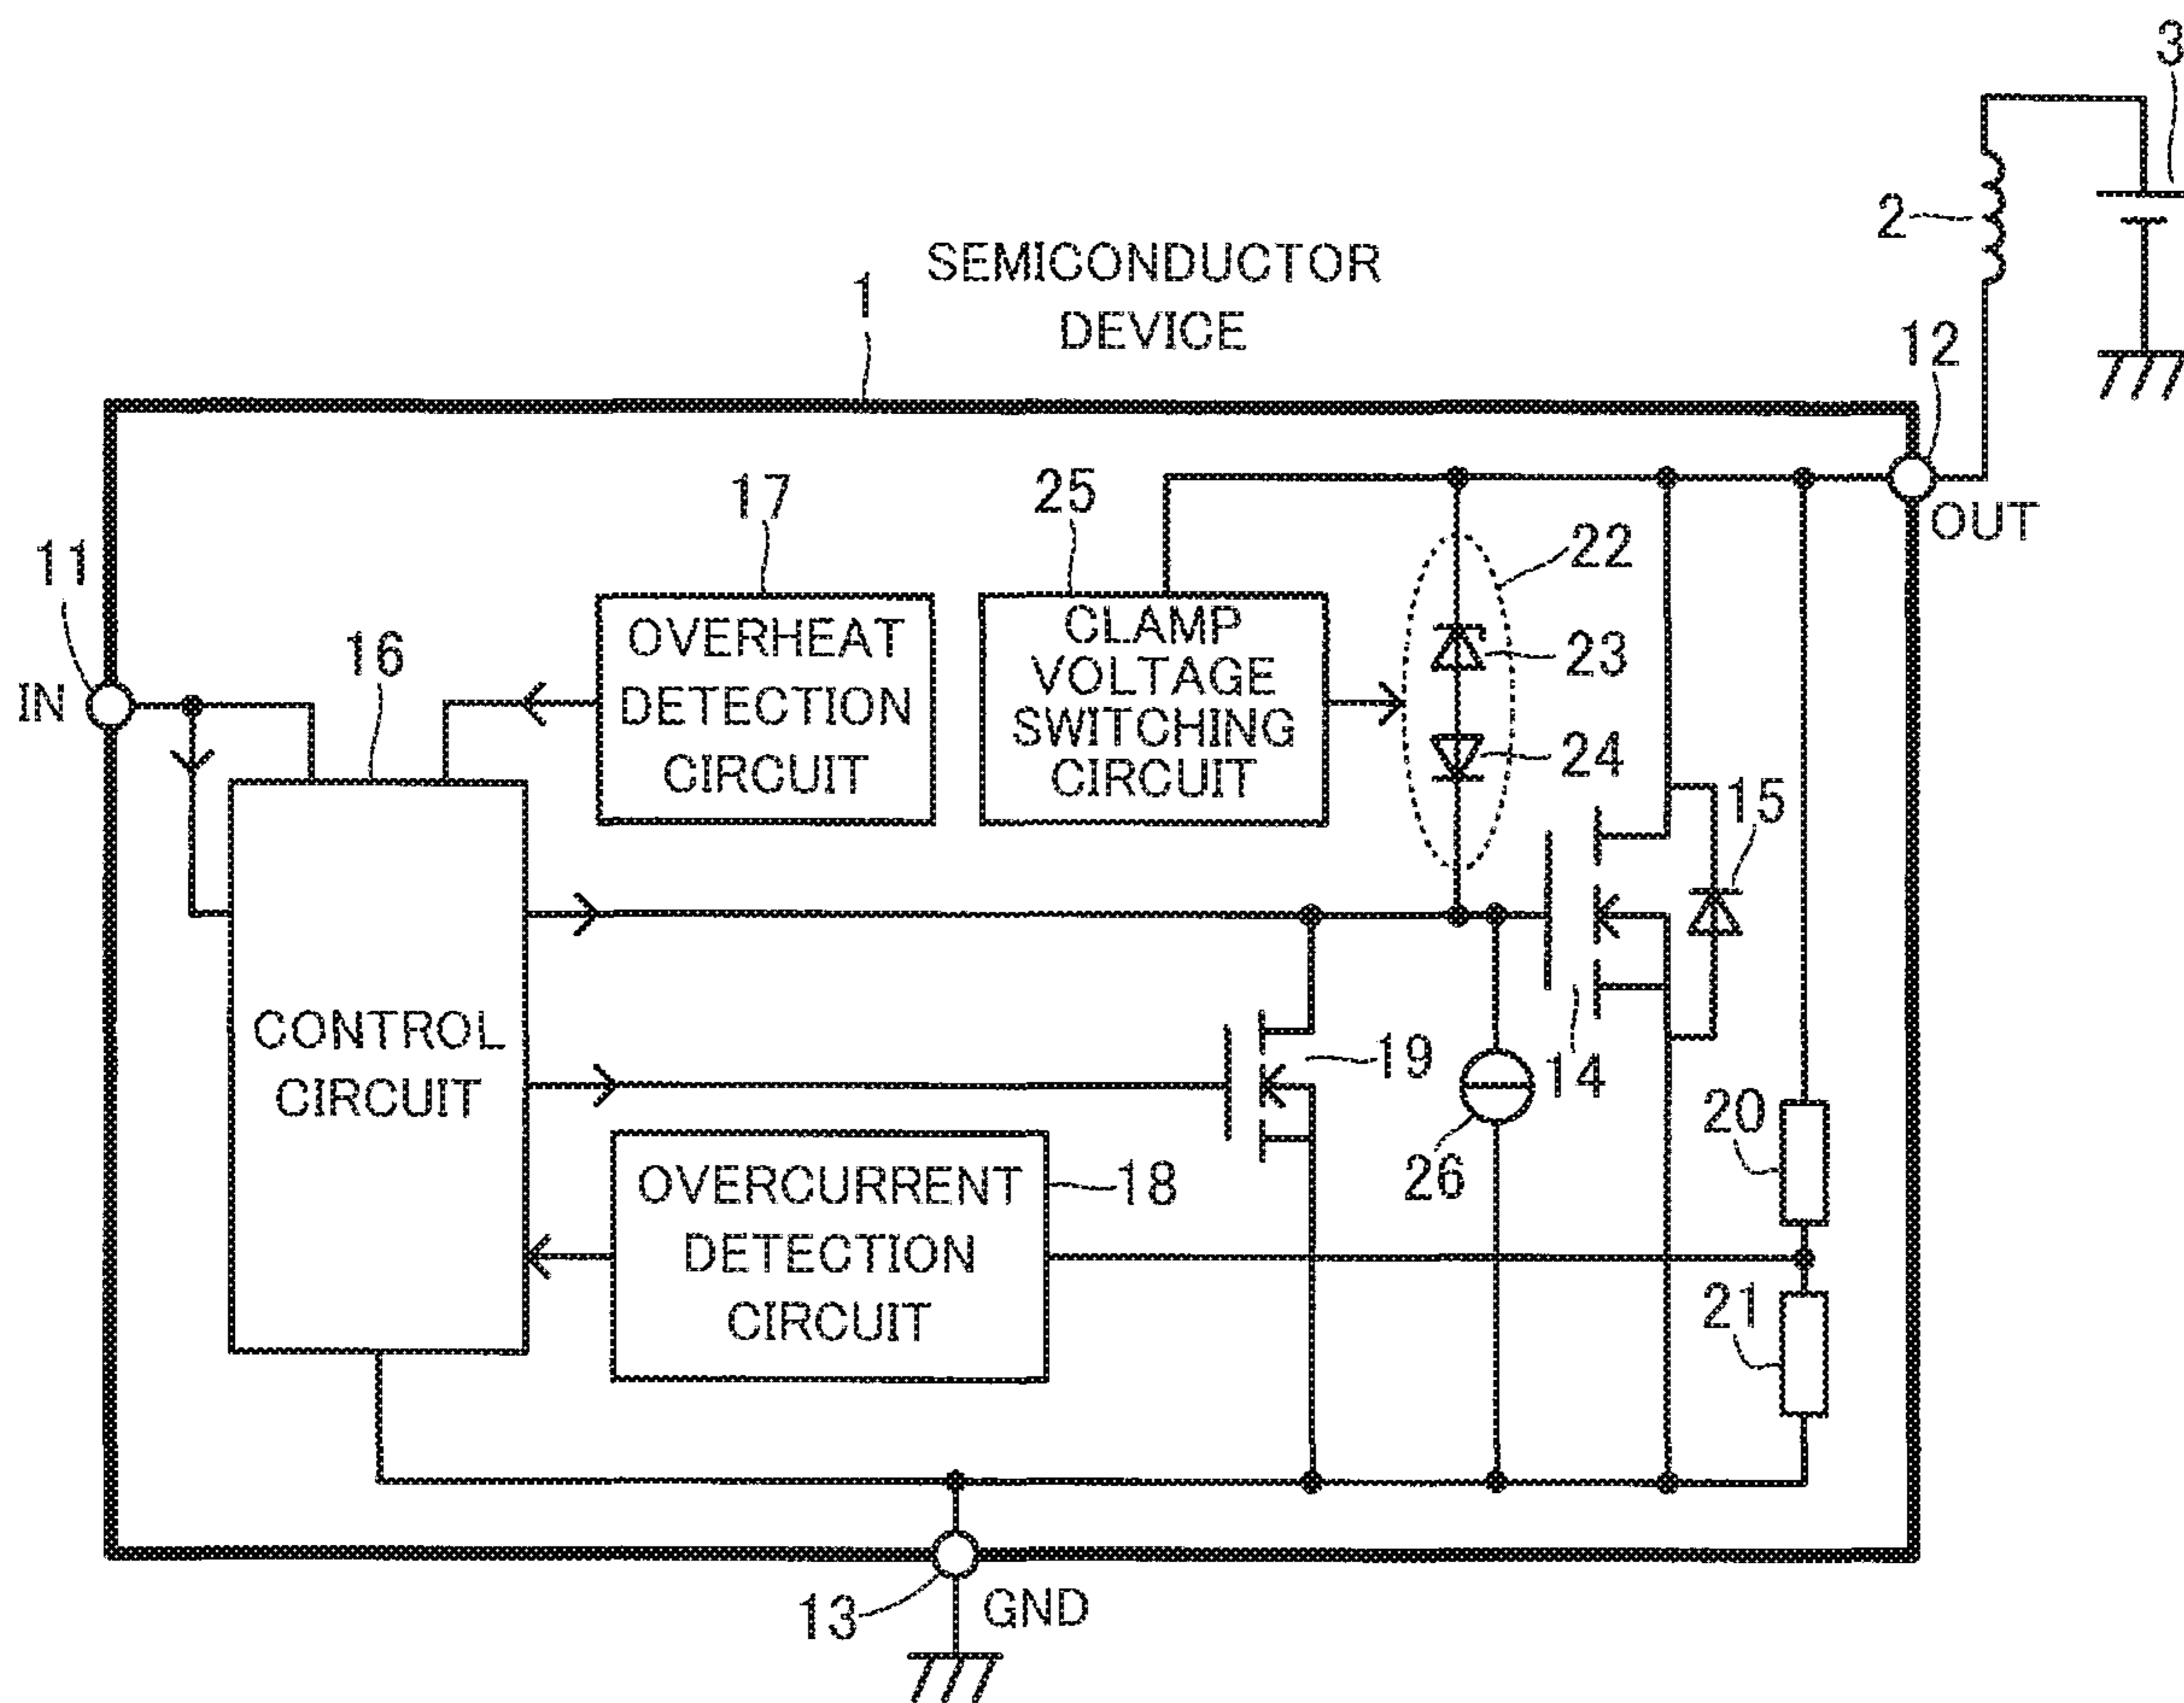 3
2
SEMICONDUCTOR
DEVICE
1
12
OUT
17
25
22
11
IN
16
OVERHEAT
DETECTION
CIRCUIT
CLAMP
VOLTAGE
SWITCHING
CIRCUIT
23
24
15
CONTROL
CIRCUIT
19
14
26
20
OVERCURRENT
DETECTION
CIRCUIT
18
21
13
GND